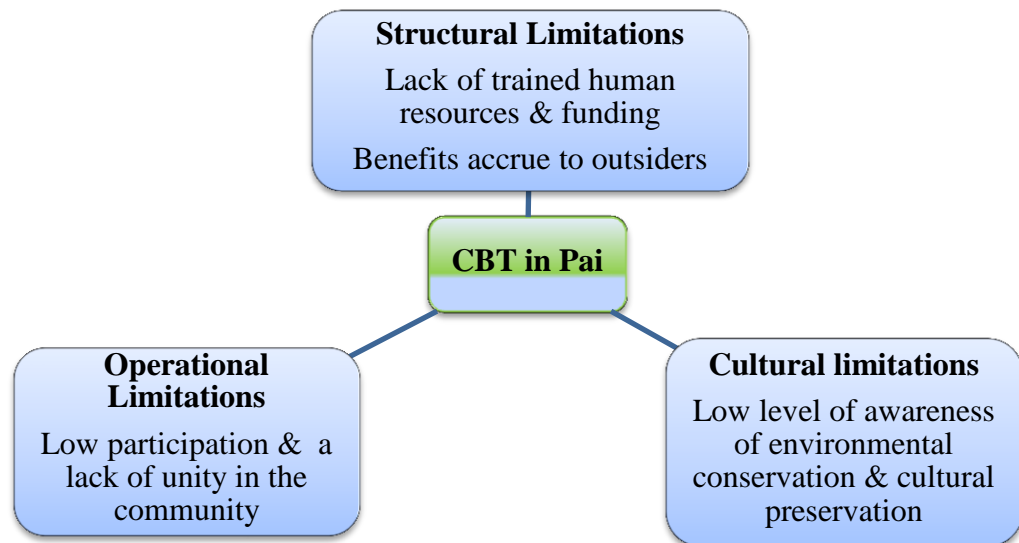 Structural Limitations
Lack of trained human
resources & funding
Benefits accrue to outsiders
CBT in Pai
Operational
Limitations
Low participation & a
lack of unity in the
community
Cultural limitations
Low level of awareness
of environmental
conservation & cultural
preservation